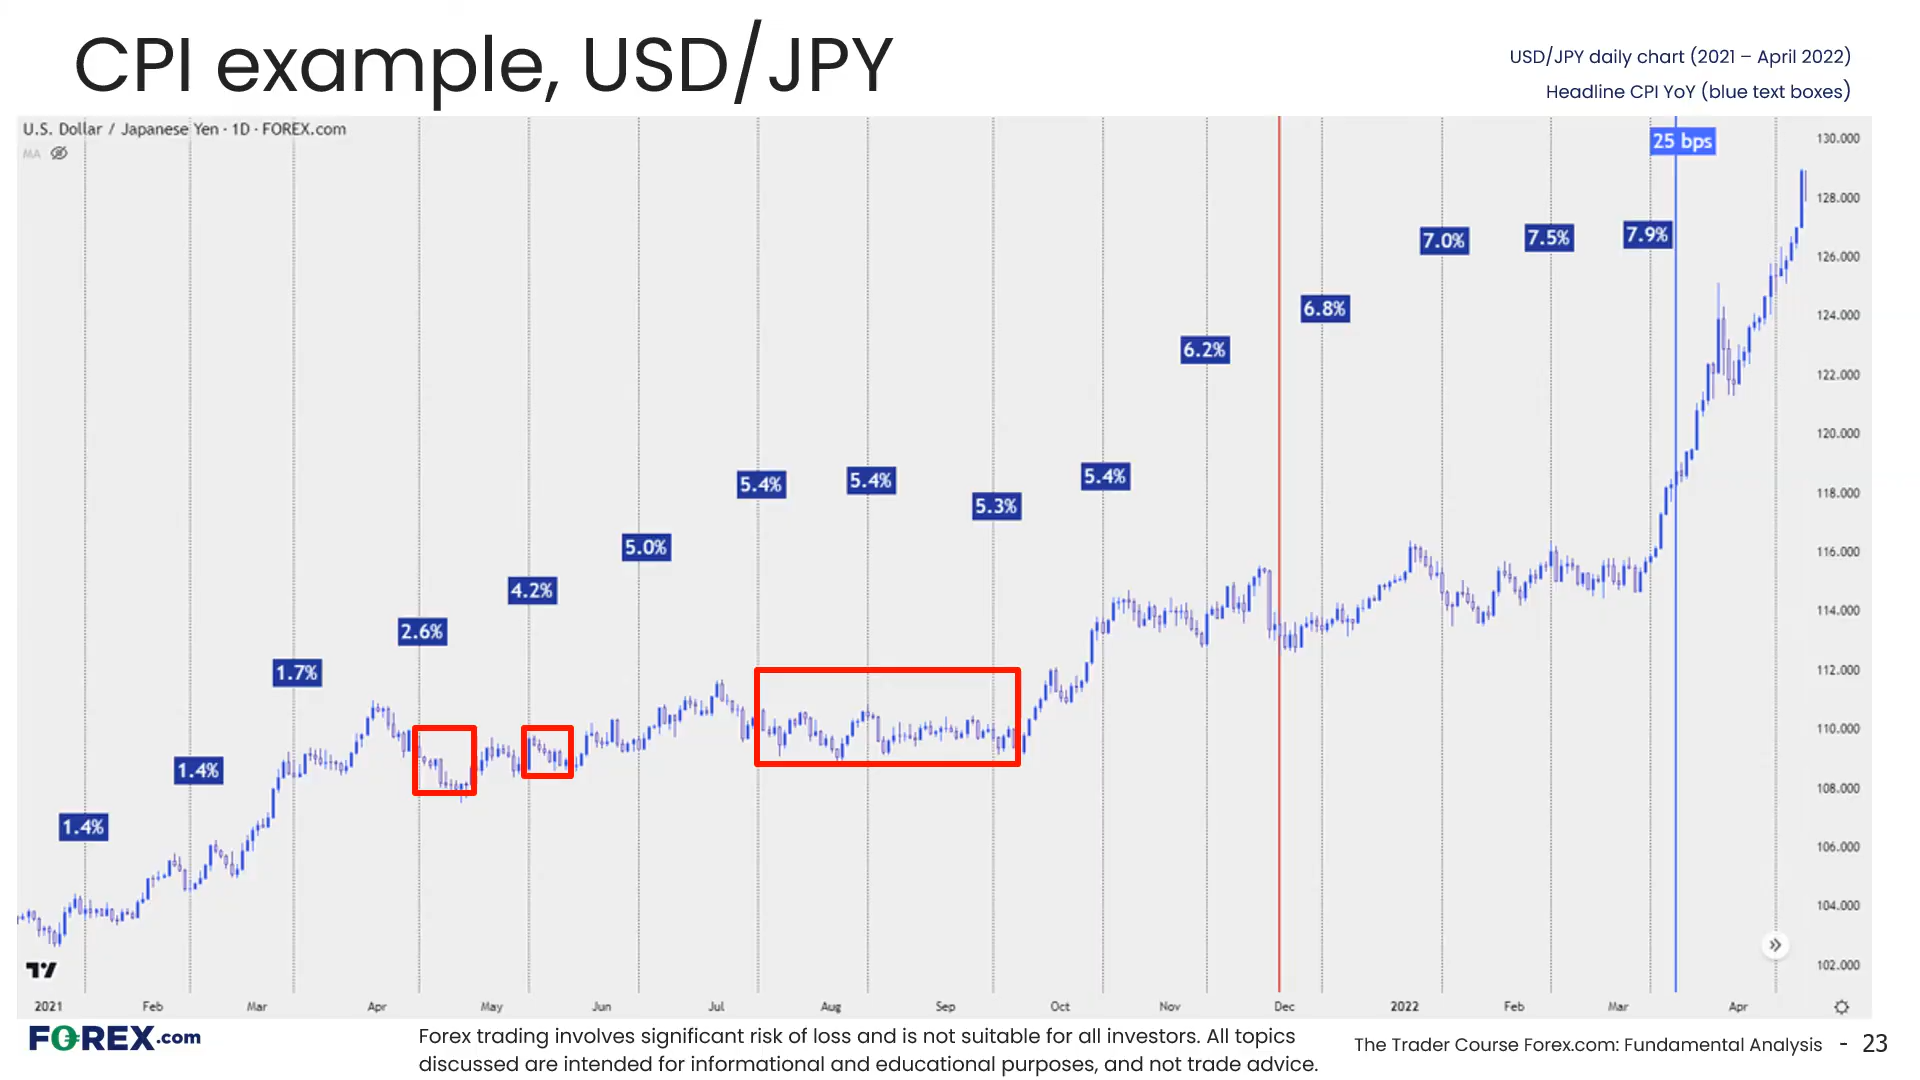 CPI example, USD/JPY
USD/JPY daily chart (2021 – April 2022)
Headline CPI YoY (blue text boxes)
U.S. Dollar / Japanese Yen · 1D · FOREX.com
MA
25 bps
130.000
128.000
126.000
124.000
122.000
120.000
118.000
116.000
114.000
112.000
110.000
108.000
106.000
104.000
102.000
1.4%
1.4%
1.7%
2.6%
4.2%
5.0%
5.4%
5.4%
5.3%
5.4%
6.2%
6.8%
7.0%
7.5%
7.9%
2021 Feb Mar Apr May Jun Jul Aug Sep Oct Nov Dec 2022 Feb Mar Apr
FOREX.com
Forex trading involves significant risk of loss and is not suitable for all investors. All topics
discussed are intended for informational and educational purposes, and not trade advice.
The Trader Course Forex.com: Fundamental Analysis - 23